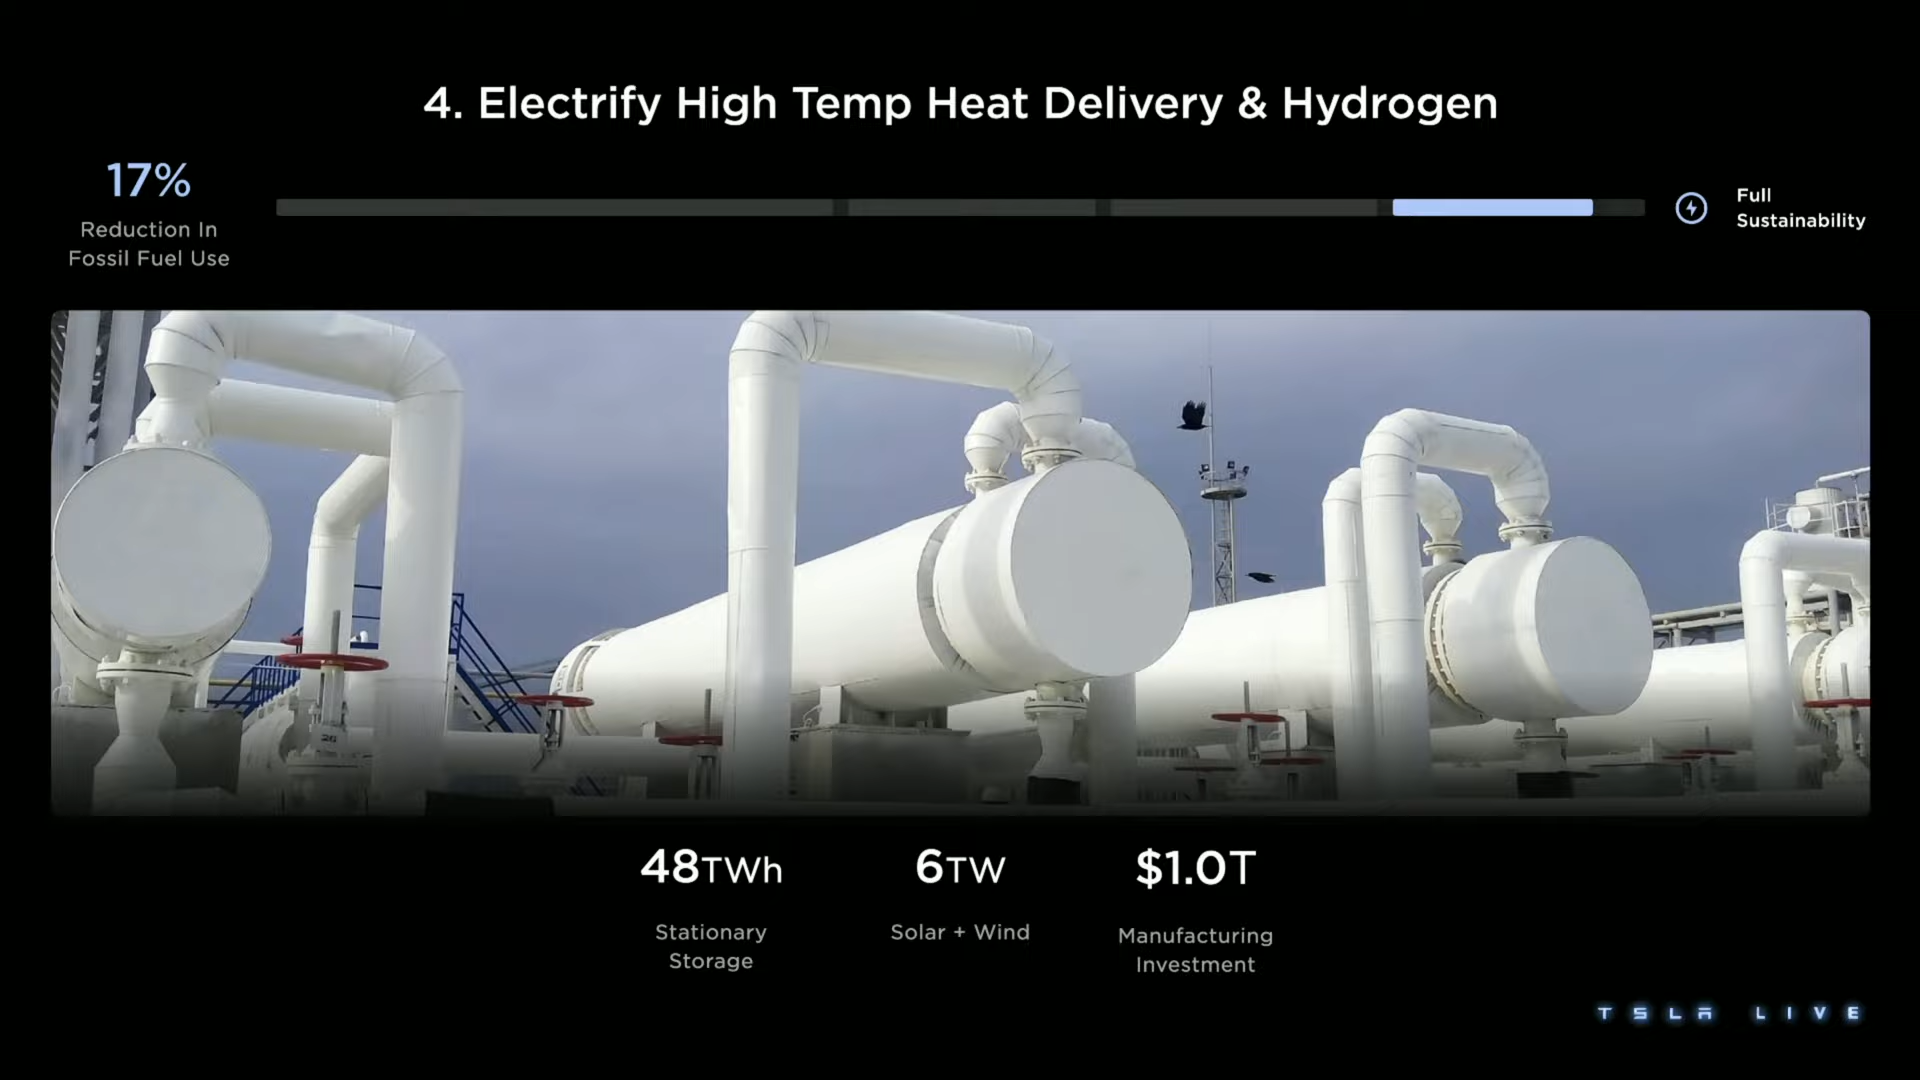 4. Electrify High Temp Heat Delivery & Hydrogen
17%
Reduction In
Fossil Fuel Use
Full
Sustainability
48TWh
Stationary
Storage
6TW
Solar + Wind
$1.0T
Manufacturing
Investment
TSLA LIVE